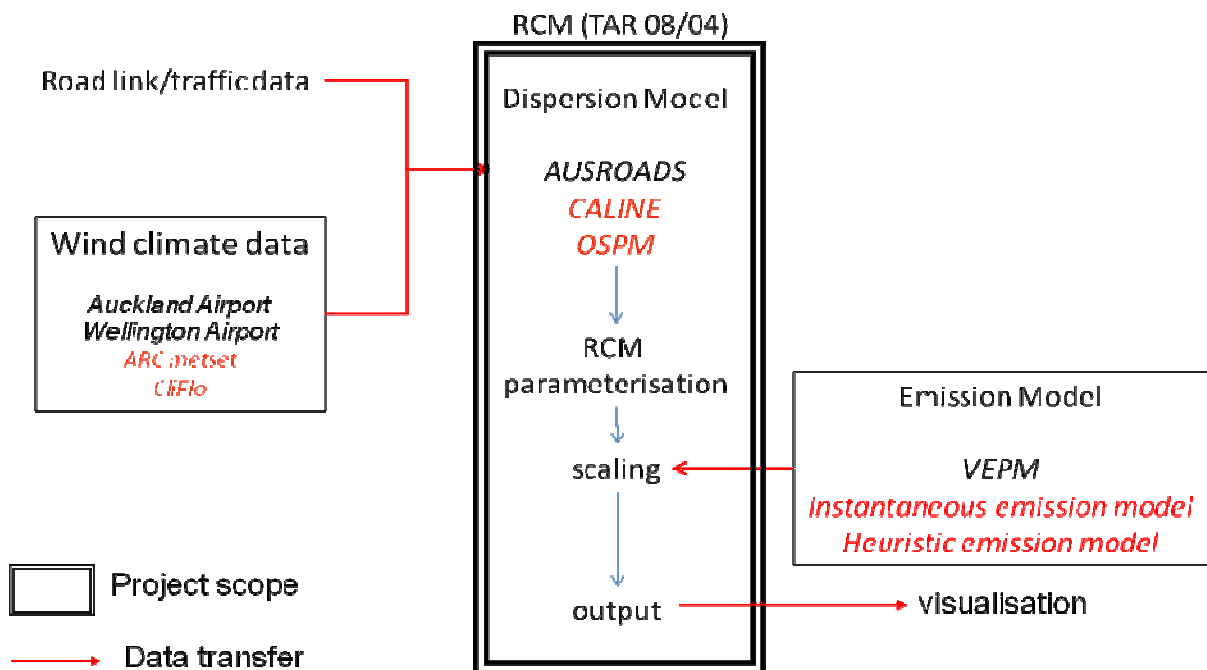 RCM (TAR 08/04)
Road link/traffic data
Dispersion Model
AUSROADS
CALINE
OSPM
Wind climate data
Auckland Airport
Wellington Airport
ARC metset
CliFlo
RCM
parameterisation
Emission Model
scaling
VEPM
Instantaneous emission model
Heuristic emission model
Project scope
output
visualisation
Data transfer